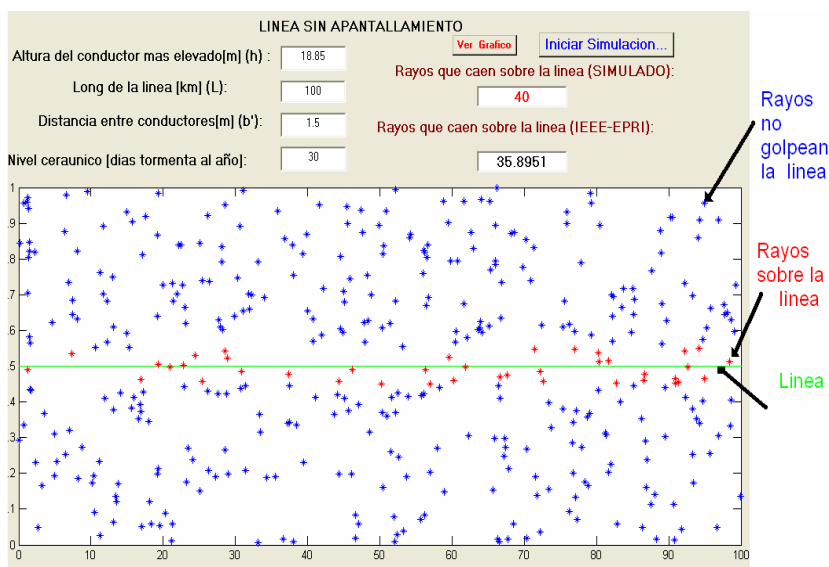 LINEA SIN APANTALLAMIENTO
Altura del conductor mas elevado[m] (h) : 18.85
Long de la linea [km] (L): 100
Distancia entre conductores[m] (b'): 1.5
Nivel ceraunico [dias tormenta al año]: 30
Ver Grafico
Iniciar Simulacion...
Rayos que caen sobre la linea (SIMULADO):
40
Rayos que caen sobre la linea (IEEE-EPRI):
35.8951
Rayos
no
golpean
la linea
Rayos
sobre la
linea
Linea
1
.9
.8
.7
.6
.5
.4
.3
.2
.1
0
0 10 20 30 40 50 60 70 80 90 100